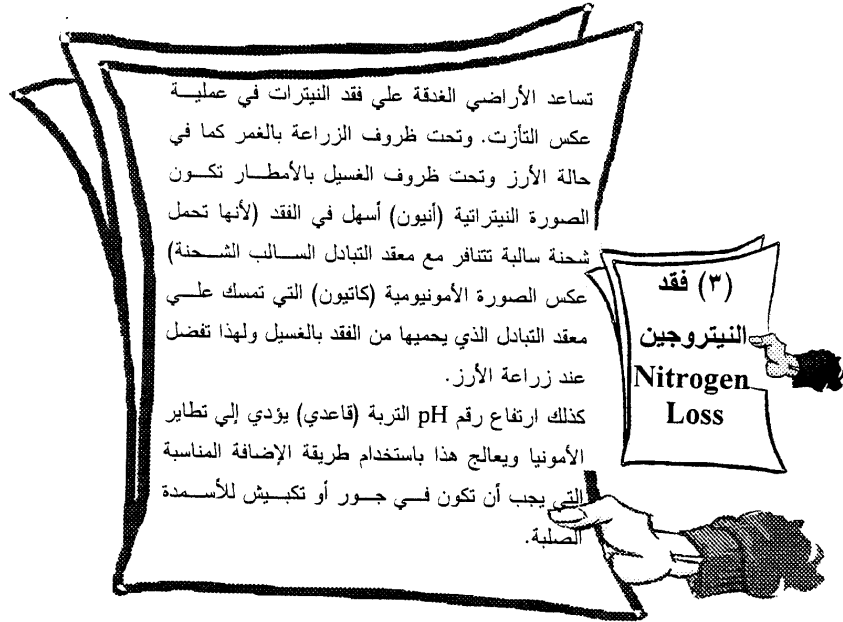 (٣) فقد
النيتروجين
Nitrogen
Loss
تساعد الأراضي الغدقة علي فقد النيترات في عملية
عكس التأزت. وتحت ظروف الزراعة بالغمر كما في
حالة الأرز وتحت ظروف الغسيل بالأمطار تكون
الصورة النيتراتية (أنيون) أسهل في الفقد (لأنها تحمل
شحنة سالبة تتنافر مع معقد التبادل السالب الشحنة)
عكس الصورة الأمونيومية (كاتيون) التي تمسك علي
معقد التبادل الذي يحميها من الفقد بالغسيل ولهذا تفضل
عند زراعة الأرز.
كذلك ارتفاع رقم pH التربة (قاعدي) يؤدي إلي تطاير
الأمونيا ويعالج هذا باستخدام طريقة الإضافة المناسبة
التي يجب أن تكون في جور أو تكبيش للأسمدة
الصلبة.